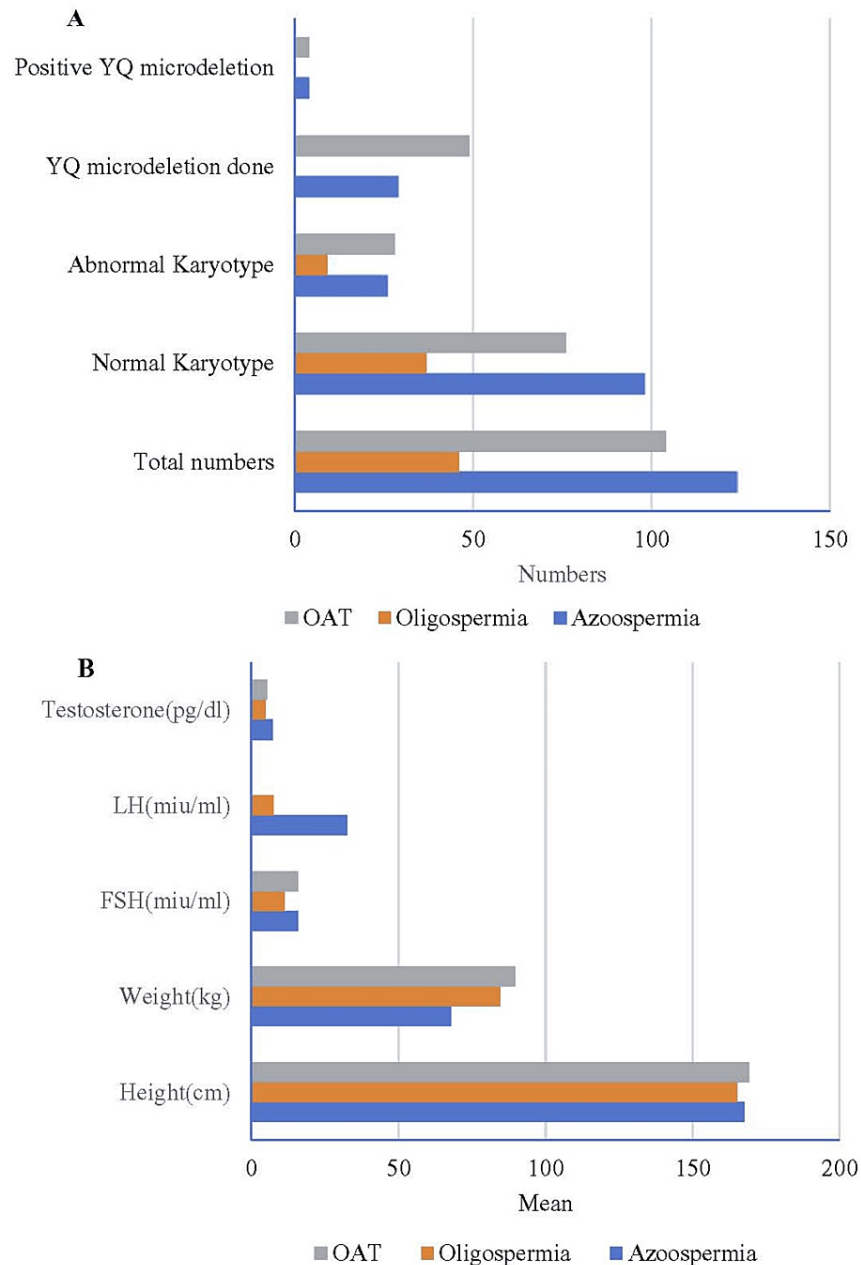 A
Positive YQ microdeletion
YQ microdeletion done
Abnormal Karyotype
Normal Karyotype
Total numbers
0 50 100 150
Numbers
OAT Oligospermia Azoospermia
B
Testosterone(pg/dl)
LH(miu/ml)
FSH(miu/ml)
Weight(kg)
Height(cm)
0 50 100 150 200
Mean
OAT Oligospermia Azoospermia